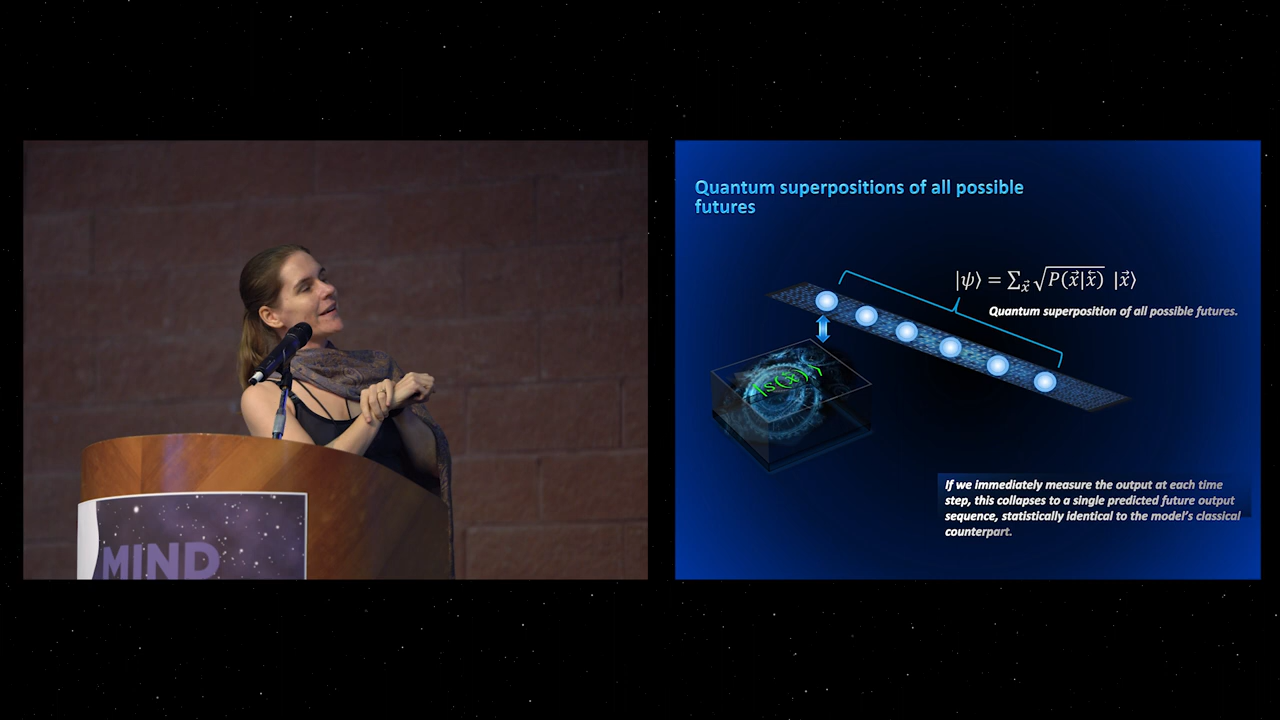 MIND
Quantum superpositions of all possible
futures
|ψ⟩ = ∑_x⃗ √P(x⃗|x⃖) |x⃗⟩
Quantum superposition of all possible futures.
|S(x⃖)⟩
If we immediately measure the output at each time
step, this collapses to a single predicted future output
sequence, statistically identical to the model's classical
counterpart.